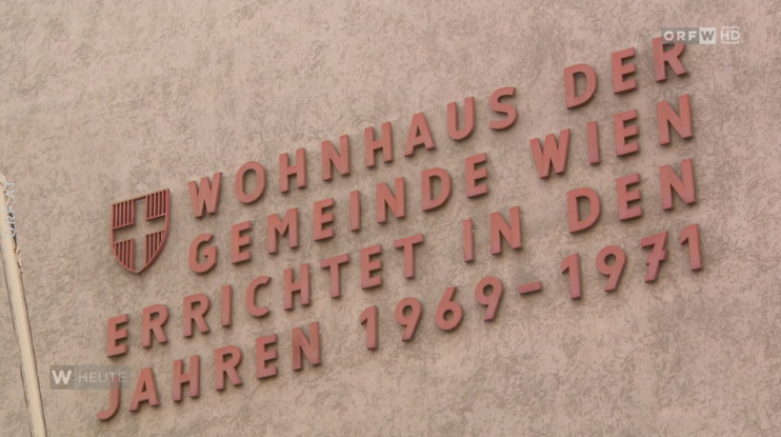 ORF W HD
WOHNHAUS DER
GEMEINDE WIEN
ERRICHTET IN DEN
JAHREN 1969-1971
W HEUTE